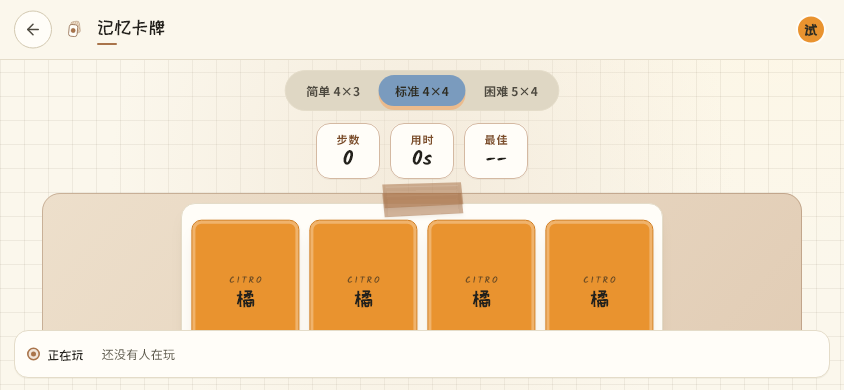 记忆卡牌
试
简单 4×3 标准 4×4 困难 5×4
步数 用时 最佳
0 0s --
CITRO CITRO CITRO CITRO
橘 橘 橘 橘
正在玩 还没有人在玩